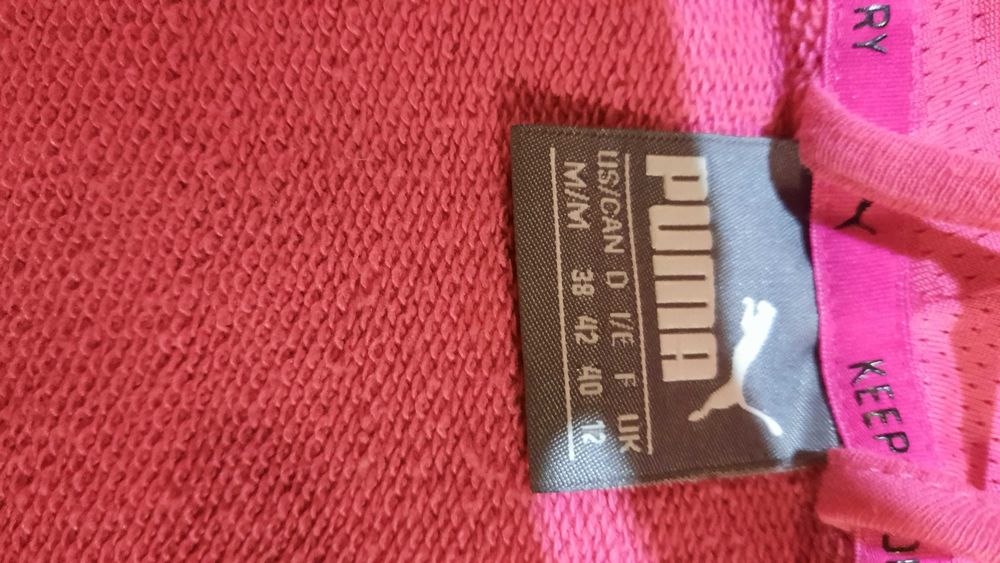 PUMA
US/CAN D I/E F UK
M/M 38 42 40 12
RY
Y
KEEP